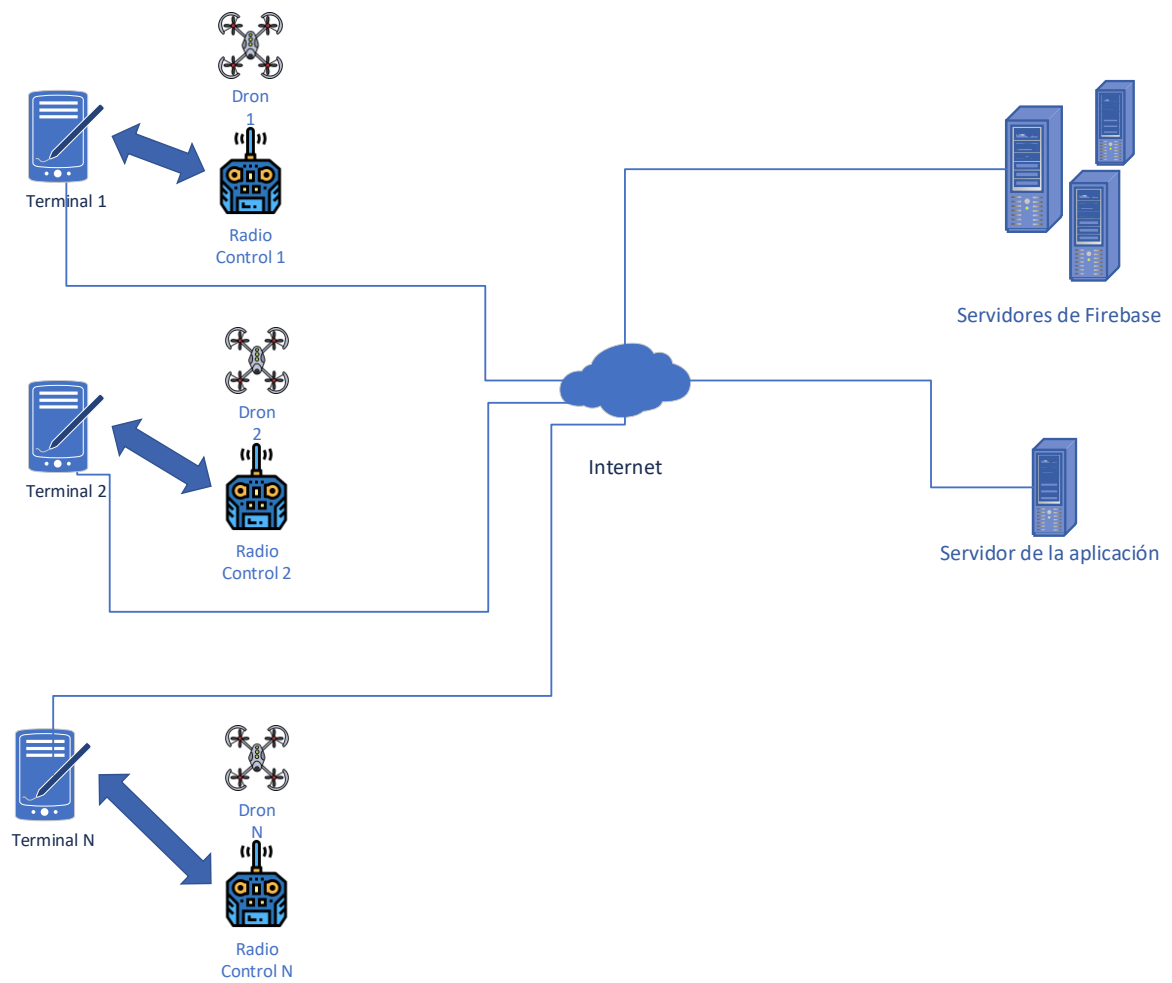 Dron
1
Terminal 1
Radio
Control 1
Servidores de Firebase
Dron
2
Terminal 2
Internet
Radio
Control 2
Servidor de la aplicación
Dron
N
Terminal N
Radio
Control N